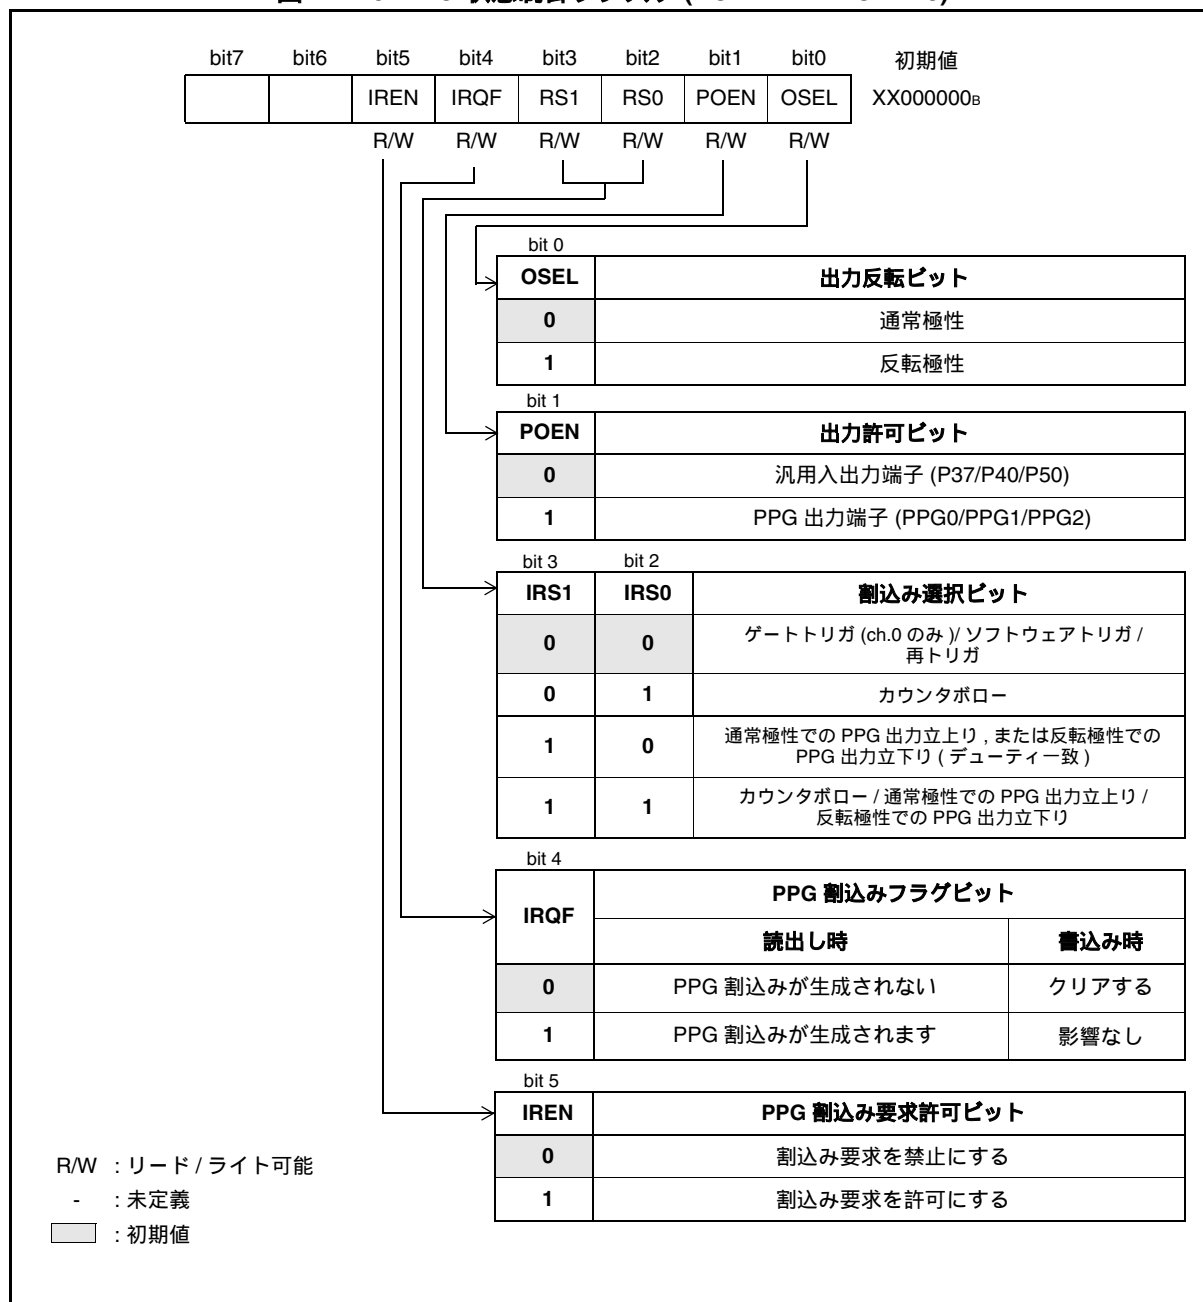 bit7 bit6 bit5 bit4 bit3 bit2 bit1 bit0 初期値
IREN IRQF RS1 RS0 POEN OSEL XX000000B
R/W R/W R/W R/W R/W R/W
bit 0
OSEL 出力反転ビット
0 通常極性
1 反転極性
bit 1
POEN 出力許可ビット
0 汎用入出力端子 (P37/P40/P50)
1 PPG 出力端子 (PPG0/PPG1/PPG2)
bit 3 bit 2
IRS1 IRS0 割込み選択ビット
0 0 ゲートトリガ (ch.0 のみ )/ ソフトウェアトリガ /
再トリガ
0 1 カウンタボロー
1 0 通常極性での PPG 出力立上り , または反転極性での
PPG 出力立下り ( デューティ一致 )
1 1 カウンタボロー / 通常極性での PPG 出力立上り /
反転極性での PPG 出力立下り
bit 4
IRQF PPG 割込みフラグビット
読出し時 書込み時
0 PPG 割込みが生成されない クリアする
1 PPG 割込みが生成されます 影響なし
bit 5
IREN PPG 割込み要求許可ビット
0 割込み要求を禁止にする
1 割込み要求を許可にする
R/W : リード / ライト可能
- : 未定義
: 初期値